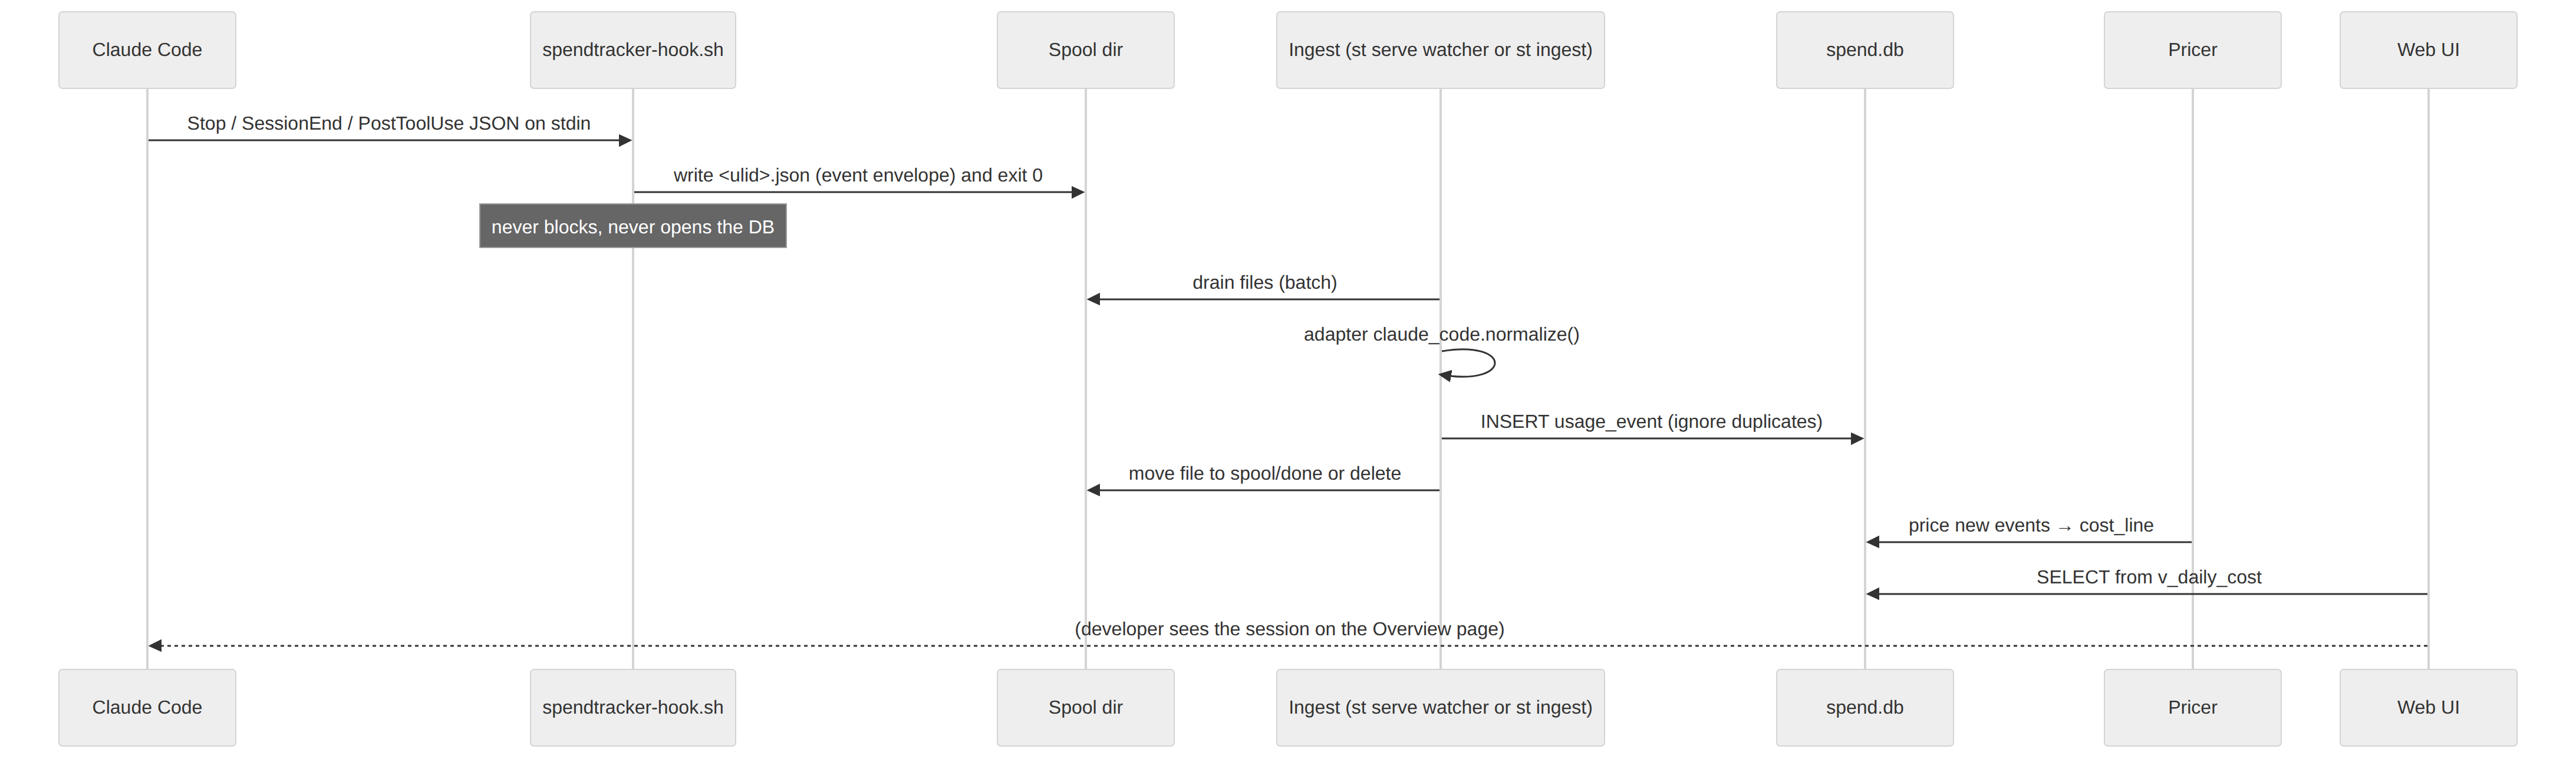 Claude Code
spendtracker-hook.sh
Spool dir
Ingest (st serve watcher or st ingest)
spend.db
Pricer
Web UI
Stop / SessionEnd / PostToolUse JSON on stdin
write <ulid>.json (event envelope) and exit 0
never blocks, never opens the DB
drain files (batch)
adapter claude_code.normalize()
INSERT usage_event (ignore duplicates)
move file to spool/done or delete
price new events → cost_line
SELECT from v_daily_cost
(developer sees the session on the Overview page)
Claude Code
spendtracker-hook.sh
Spool dir
Ingest (st serve watcher or st ingest)
spend.db
Pricer
Web UI